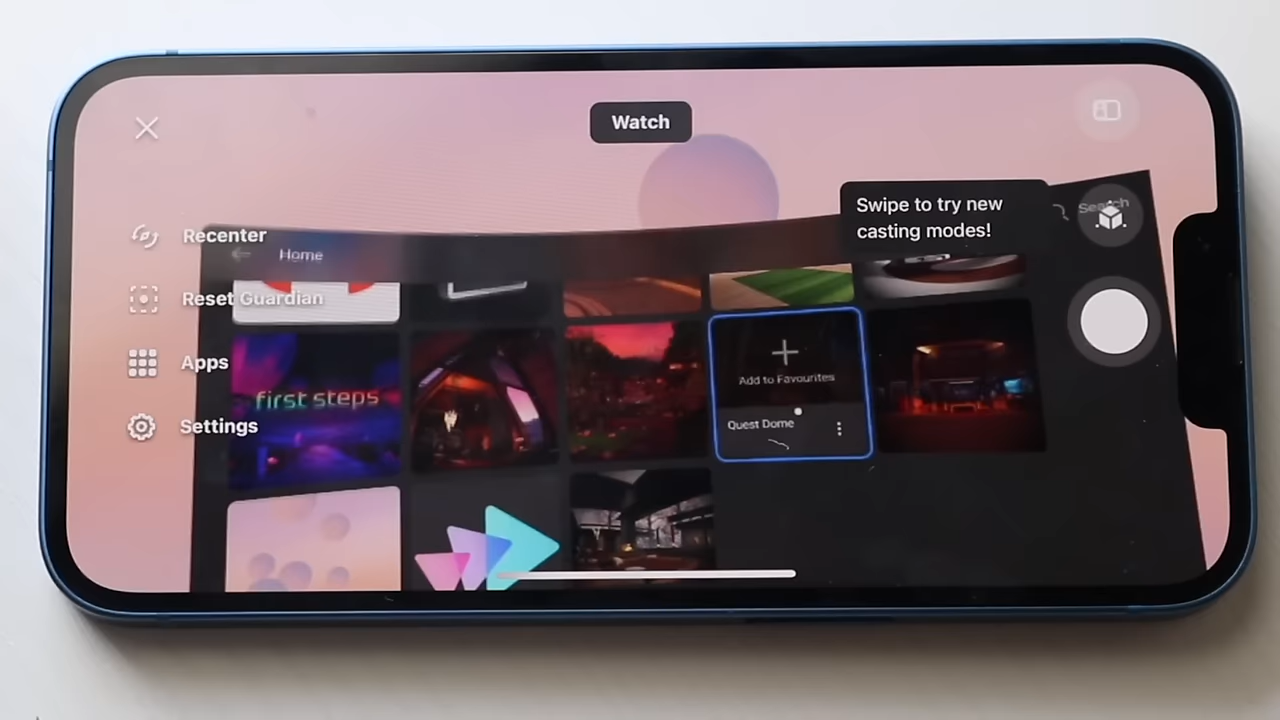 Watch
Swipe to try new
casting modes!
Search
Recenter
Home
Reset Guardian
Apps
Settings
first steps
Add to Favourites
Quest Dome